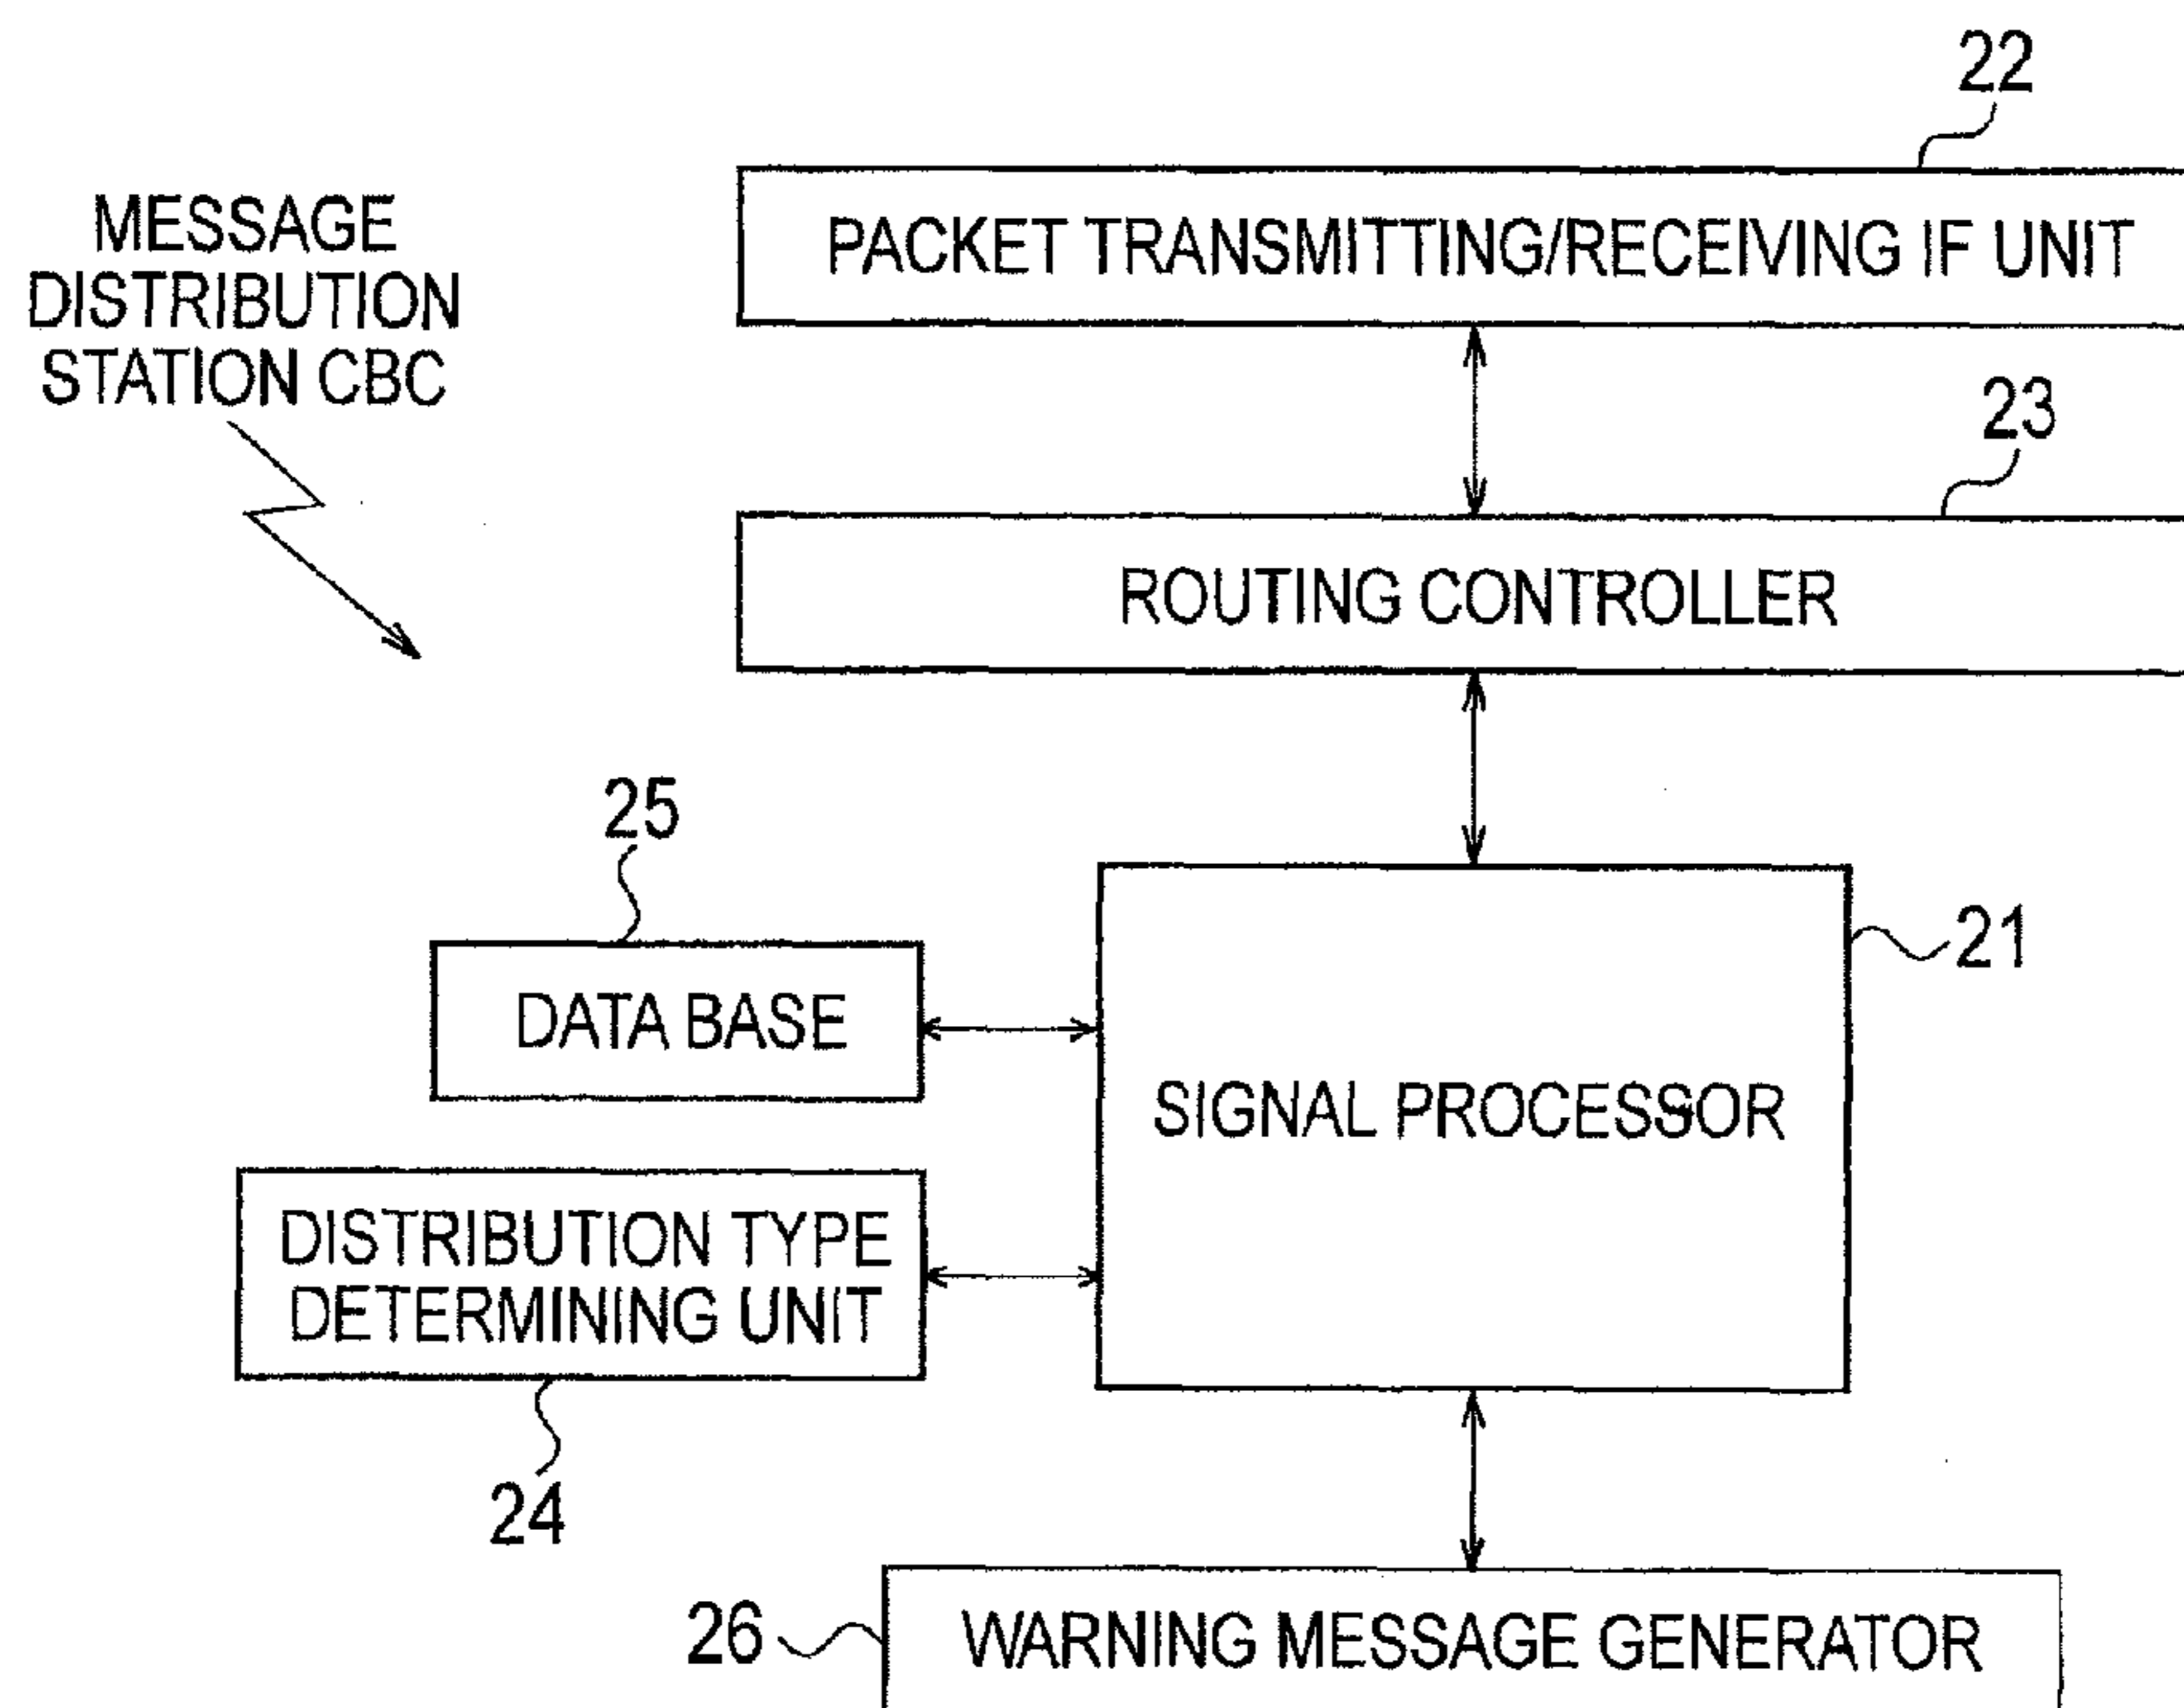 22
MESSAGE
DISTRIBUTION
STATION CBC
PACKET TRANSMITTING/RECEIVING IF UNIT
23
ROUTING CONTROLLER
25
21
DATA BASE
SIGNAL PROCESSOR
DISTRIBUTION TYPE
DETERMINING UNIT
24
26
WARNING MESSAGE GENERATOR